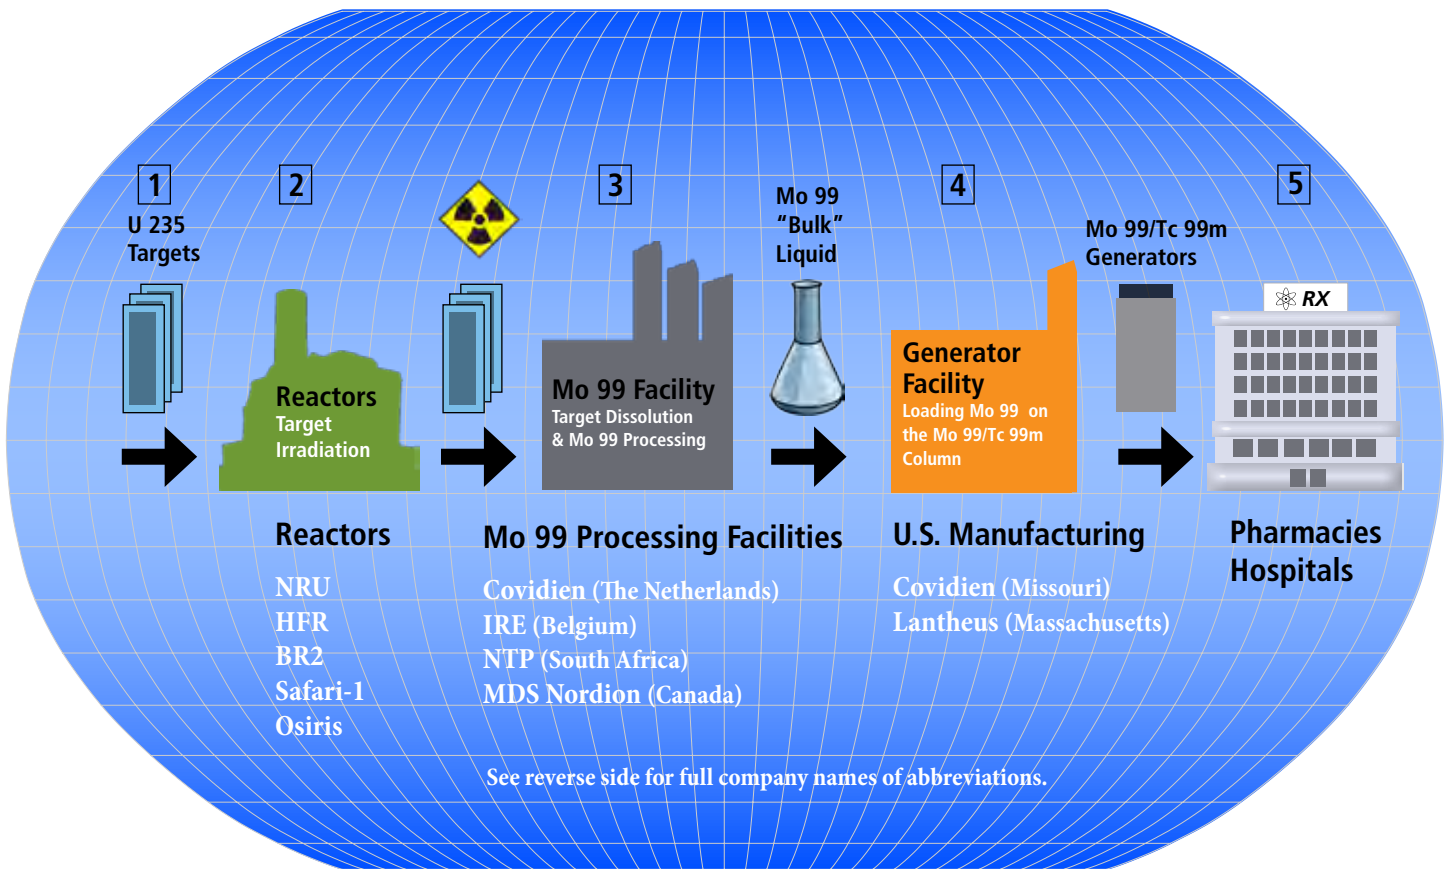 1
U 235
Targets
2
Reactors
Target
Irradiation
3
Mo 99 Facility
Target Dissolution
& Mo 99 Processing
Mo 99
“Bulk”
Liquid
4
Generator
Facility
Loading Mo 99 on
the Mo 99/Tc 99m
Column
Mo 99/Tc 99m
Generators
5
RX
Reactors
NRU
HFR
BR2
Safari-1
Osiris
Mo 99 Processing Facilities
Covidien (The Netherlands)
IRE (Belgium)
NTP (South Africa)
MDS Nordion (Canada)
U.S. Manufacturing
Covidien (Missouri)
Lantheus (Massachusetts)
Pharmacies
Hospitals
See reverse side for full company names of abbreviations.